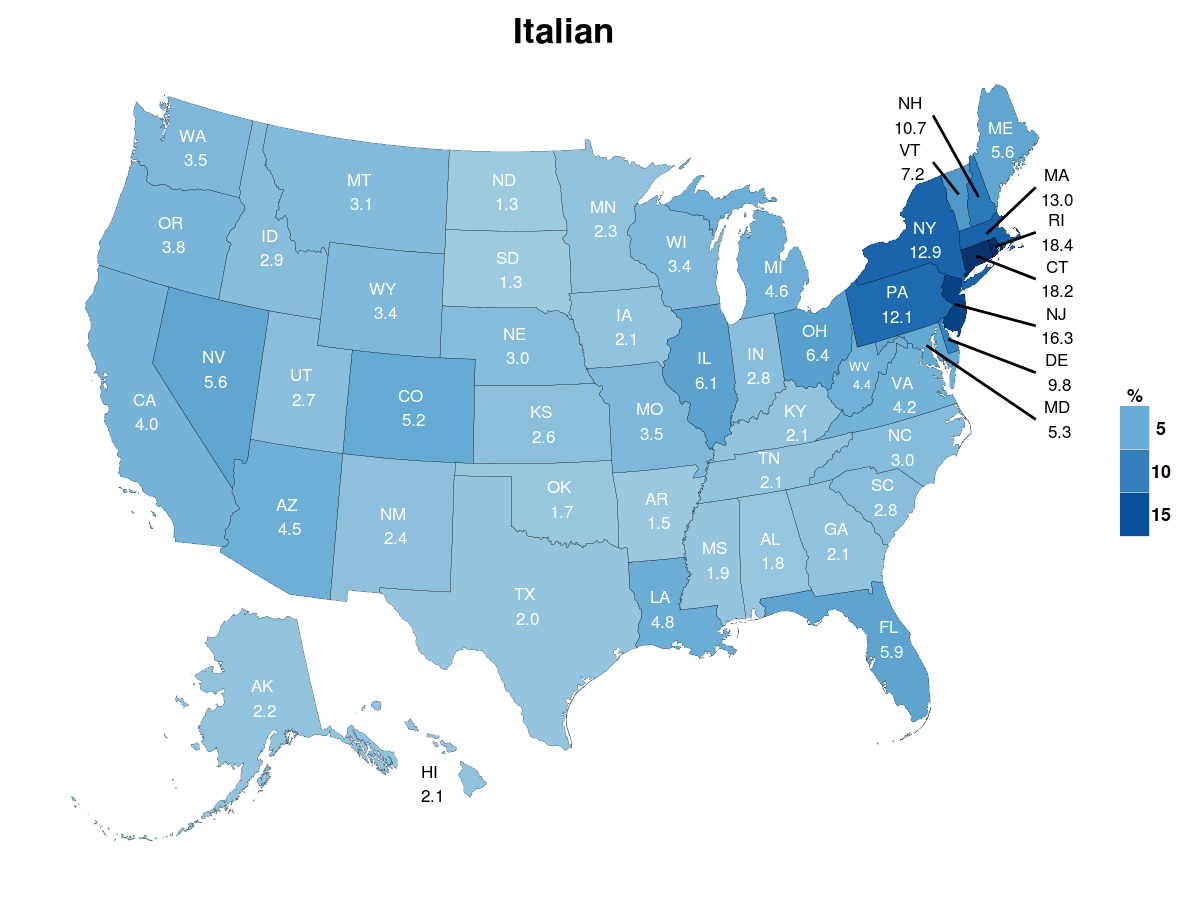 Italian
NH
10.7
VT
7.2
ME
5.6
MA
13.0
RI
18.4
CT
18.2
NJ
16.3
DE
9.8
MD
5.3
WA
3.5
MT
3.1
ND
1.3
MN
2.3
OR
3.8
ID
2.9
SD
1.3
WI
3.4
MI
4.6
NY
12.9
WY
3.4
PA
12.1
IA
2.1
NE
3.0
OH
6.4
NV
5.6
IL
6.1
IN
2.8
WV
4.4
UT
2.7
VA
4.2
CA
4.0
CO
5.2
KS
2.6
MO
3.5
KY
2.1
NC
3.0
TN
2.1
AZ
4.5
NM
2.4
OK
1.7
AR
1.5
SC
2.8
MS
1.9
AL
1.8
GA
2.1
TX
2.0
LA
4.8
FL
5.9
AK
2.2
HI
2.1
%
5
10
15